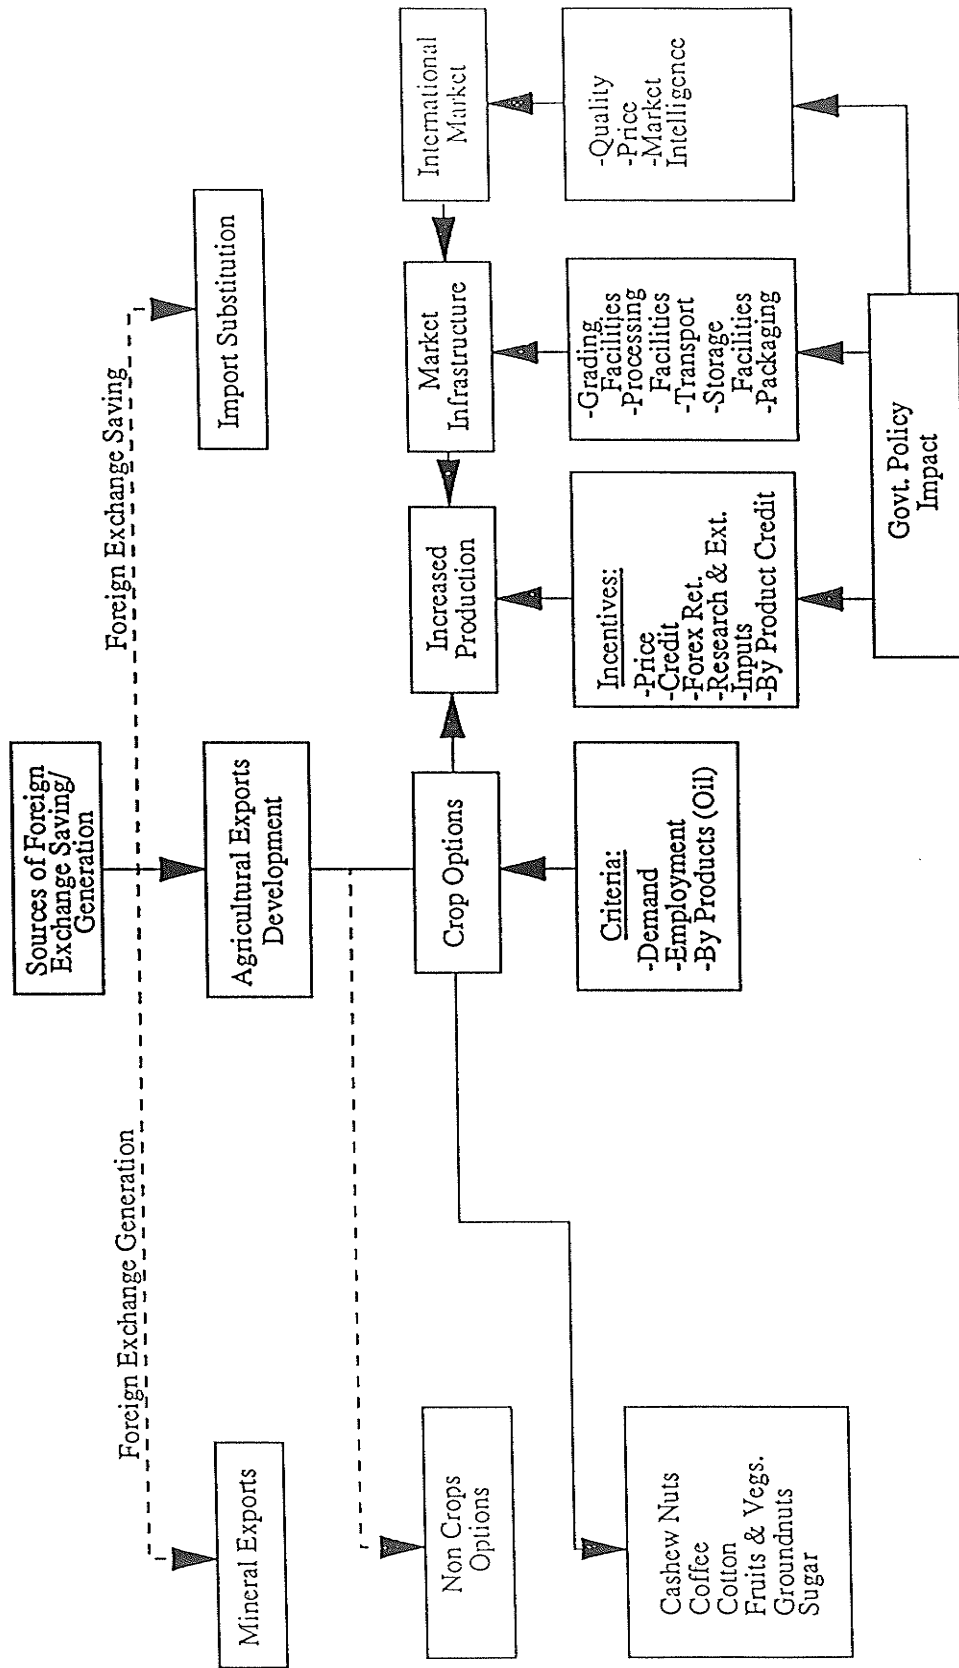 Sources of Foreign
Exchange Saving/
Generation
Foreign Exchange Generation
Foreign Exchange Saving
Mineral Exports
Agricultural Exports
Development
Import Substitution
Non Crops
Options
Crop Options
Increased
Production
Market
Infrastructure
International
Market
Cashew Nuts
Coffee
Cotton
Fruits & Vegs.
Groundnuts
Sugar
Criteria:
-Demand
-Employment
-By Products (Oil)
Incentives:
-Price
-Credit
-Forex Ret.
-Research & Ext.
-Inputs
-By Product Credit
-Grading
Facilities
-Processing
Facilities
-Transport
-Storage
Facilities
-Packaging
-Quality
-Price
-Market
Intelligence
Govt. Policy
Impact